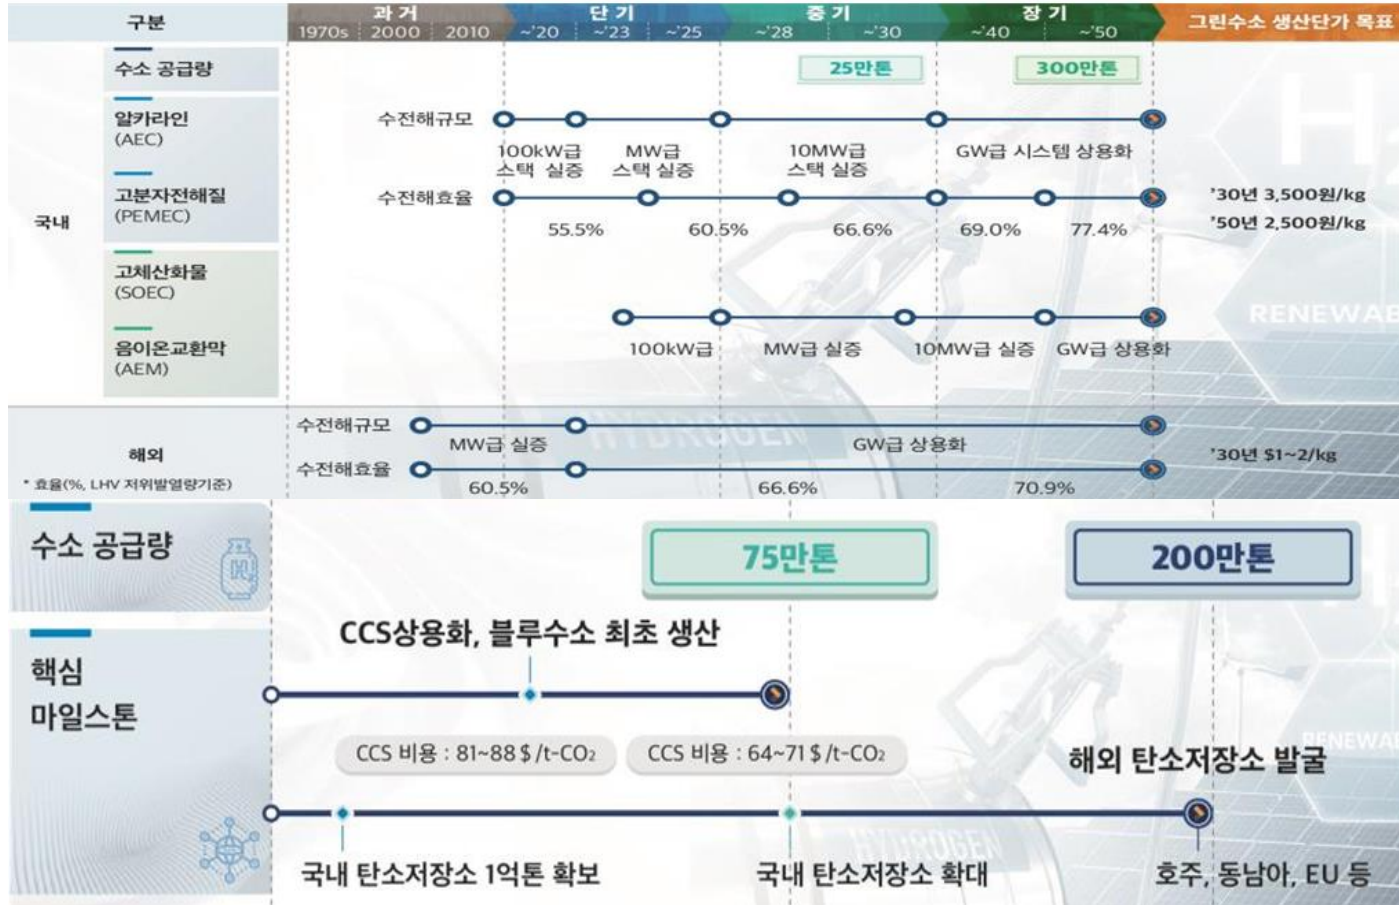 구분
과거 단기 중기 장기
1970s 2000 2010 ~'20 ~'23 ~'25 ~'28 ~'30 ~'40 ~'50
그린수소 생산단가 목표
수소 공급량
25만톤 300만톤
국내
알카라인
(AEC)
수전해규모
100kW급 MW급 10MW급 GW급 시스템 상용화
스택 실증 스택 실증 스택 실증
고분자전해질
(PEMEC)
수전해효율
55.5% 60.5% 66.6% 69.0% 77.4%
'30년 3,500원/kg
'50년 2,500원/kg
고체산화물
(SOEC)
음이온교환막
(AEM)
100kW급 MW급 실증 10MW급 실증 GW급 상용화
RENEWAB
해외
* 효율(%, LHV 저위발열량기준)
수전해규모
MW급 실증 GW급 상용화
수전해효율
60.5% 66.6% 70.9%
'30년 $1~2/kg
HYDROGEN
수소 공급량
H₂
75만톤 200만톤
핵심
마일스톤
CCS상용화, 블루수소 최초 생산
CCS 비용 : 81~88 $/t-CO₂ CCS 비용 : 64~71 $/t-CO₂
RENEWAB
해외 탄소저장소 발굴
HYDROGEN
국내 탄소저장소 1억톤 확보 국내 탄소저장소 확대 호주, 동남아, EU 등